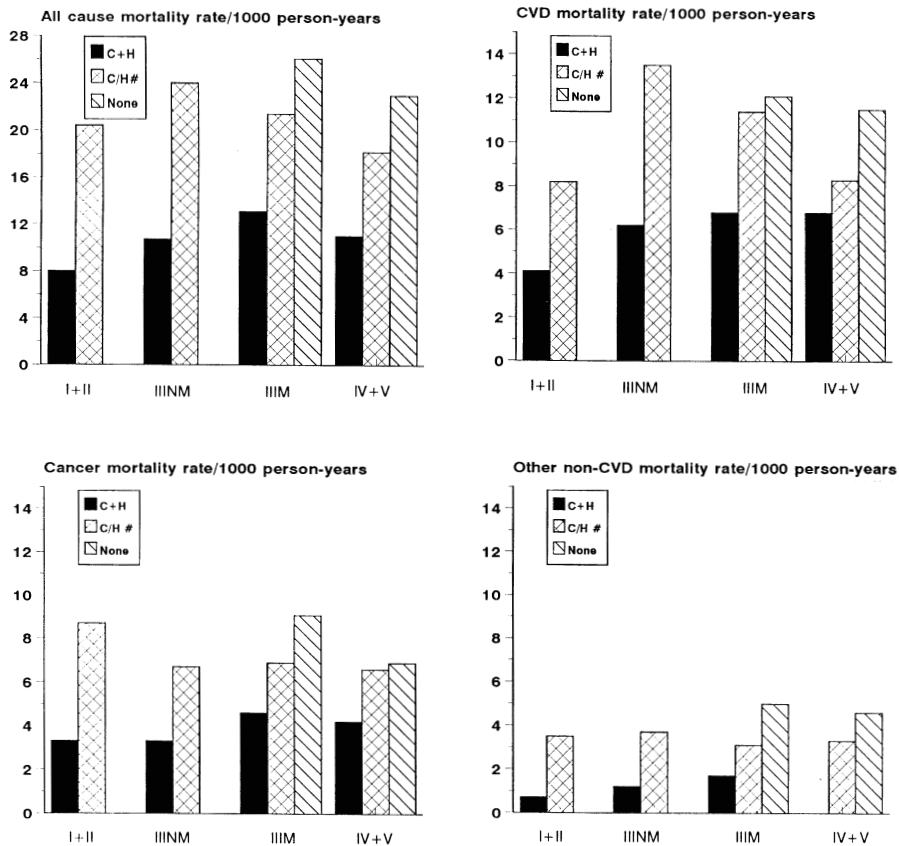 All cause mortality rate/1000 person-years
28
24
20
16
12
8
4
0
C+H
C/H#
None
I+II
IIINM
IIIM
IV+V
CVD mortality rate/1000 person-years
14
12
10
8
6
4
2
0
C+H
C/H #
None
I+II
IIINM
IIIM
IV+V
Cancer mortality rate/1000 person-years
14
12
10
8
6
4
2
0
C+H
C/H #
None
I+II
IIINM
IIIM
IV+V
Other non-CVD mortality rate/1000 person-years
14
12
10
8
6
4
2
0
C+H
C/H #
None
I+II
IIINM
IIIM
IV+V